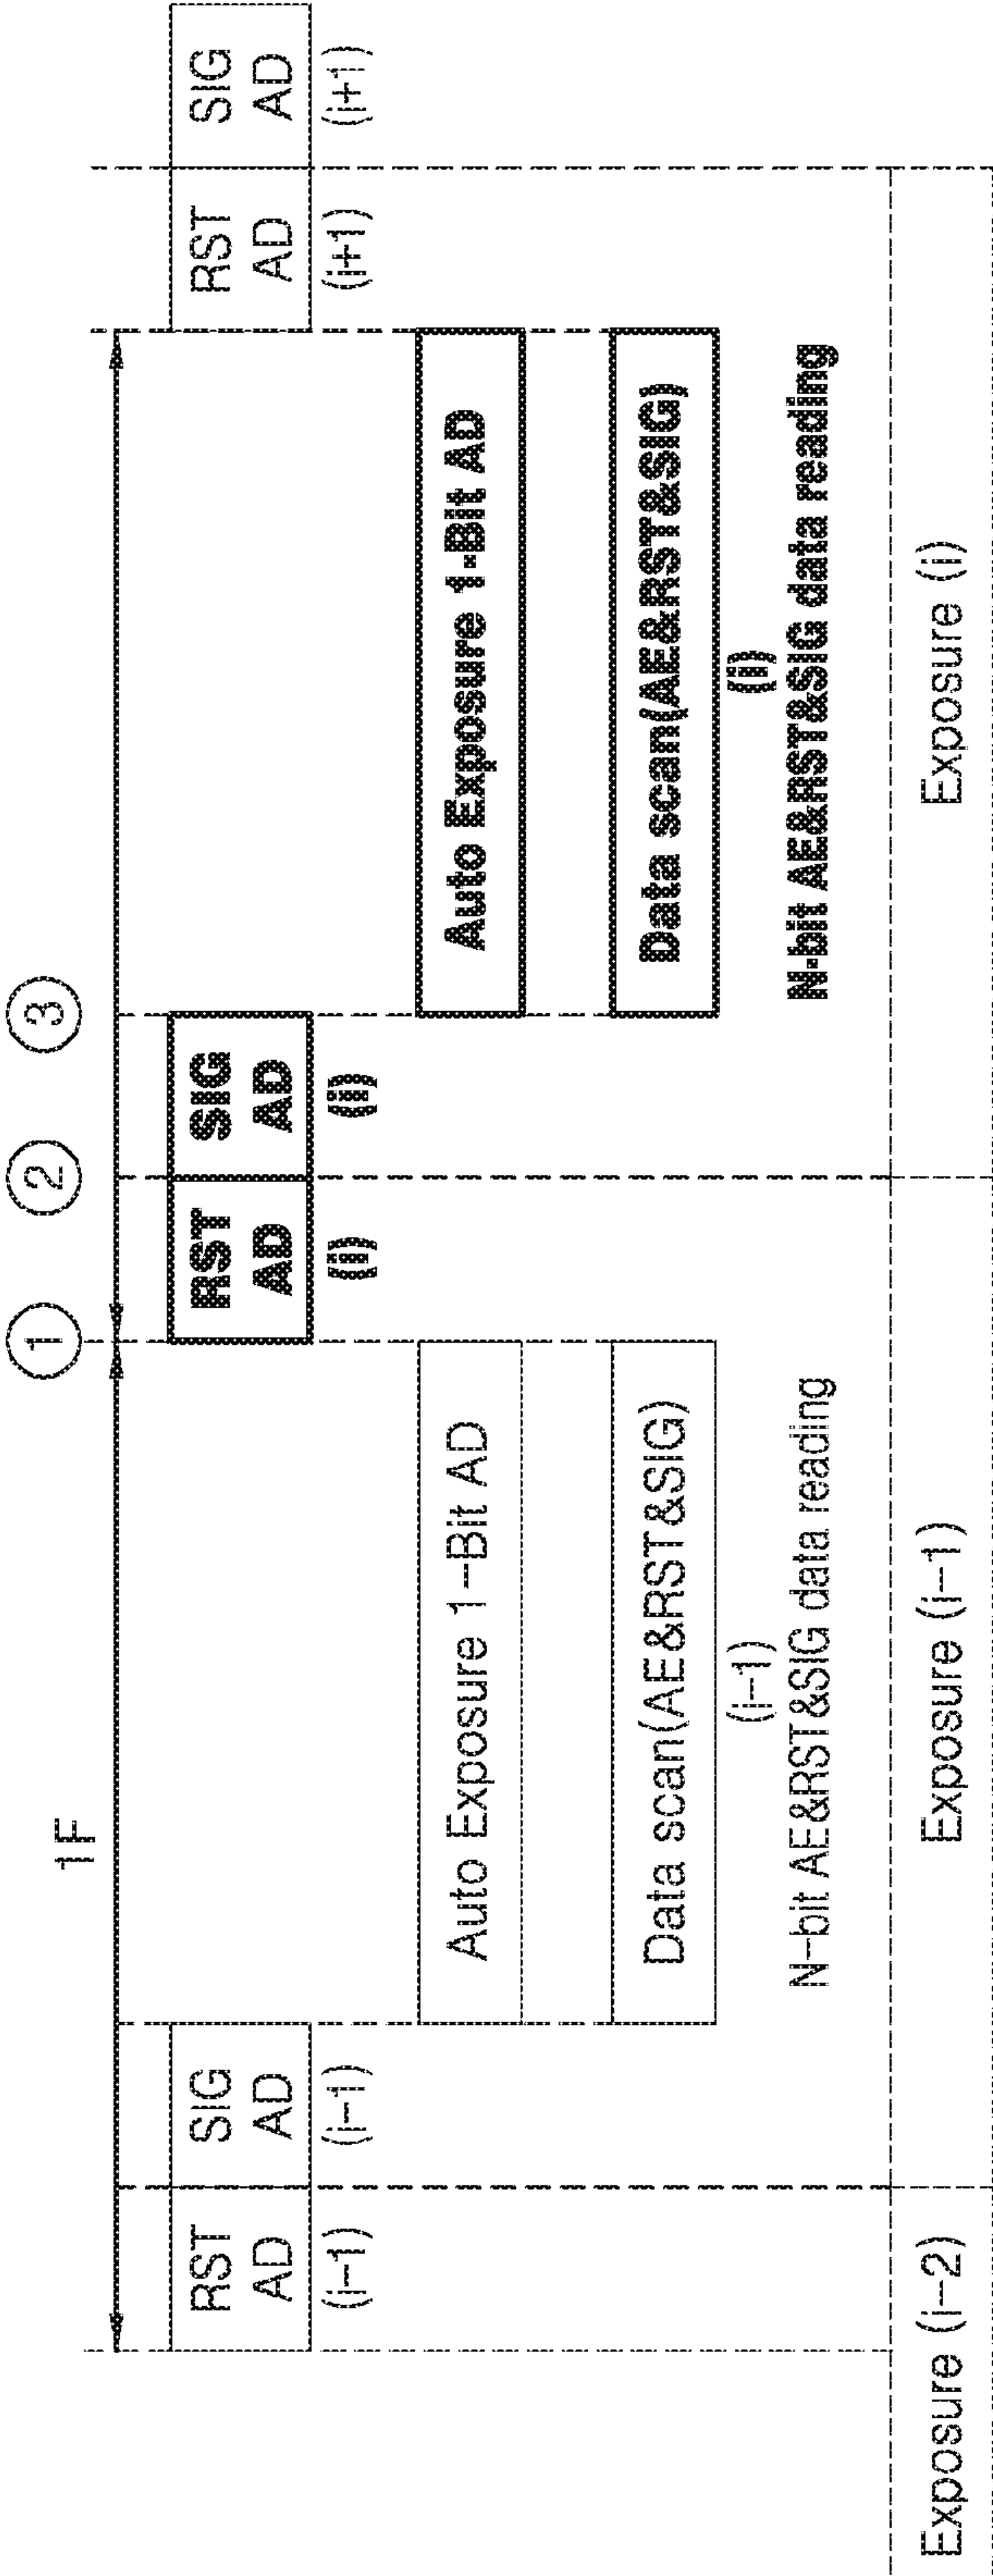 1F
1
2
3
RST
AD
(i-1)
SIG
AD
(i-1)
RST
AD
(i)
SIG
AD
(i)
RST
AD
(i+1)
SIG
AD
(i+1)
Auto Exposure 1-Bit AD
Auto Exposure 1-Bit AD
Data scan(AE&RST&SIG)
(i-1)
N-bit AE&RST&SIG data reading
Data scan(AE&RST&SIG)
(i)
N-bit AE&RST&SIG data reading
Exposure (i-2)
Exposure (i-1)
Exposure (i)